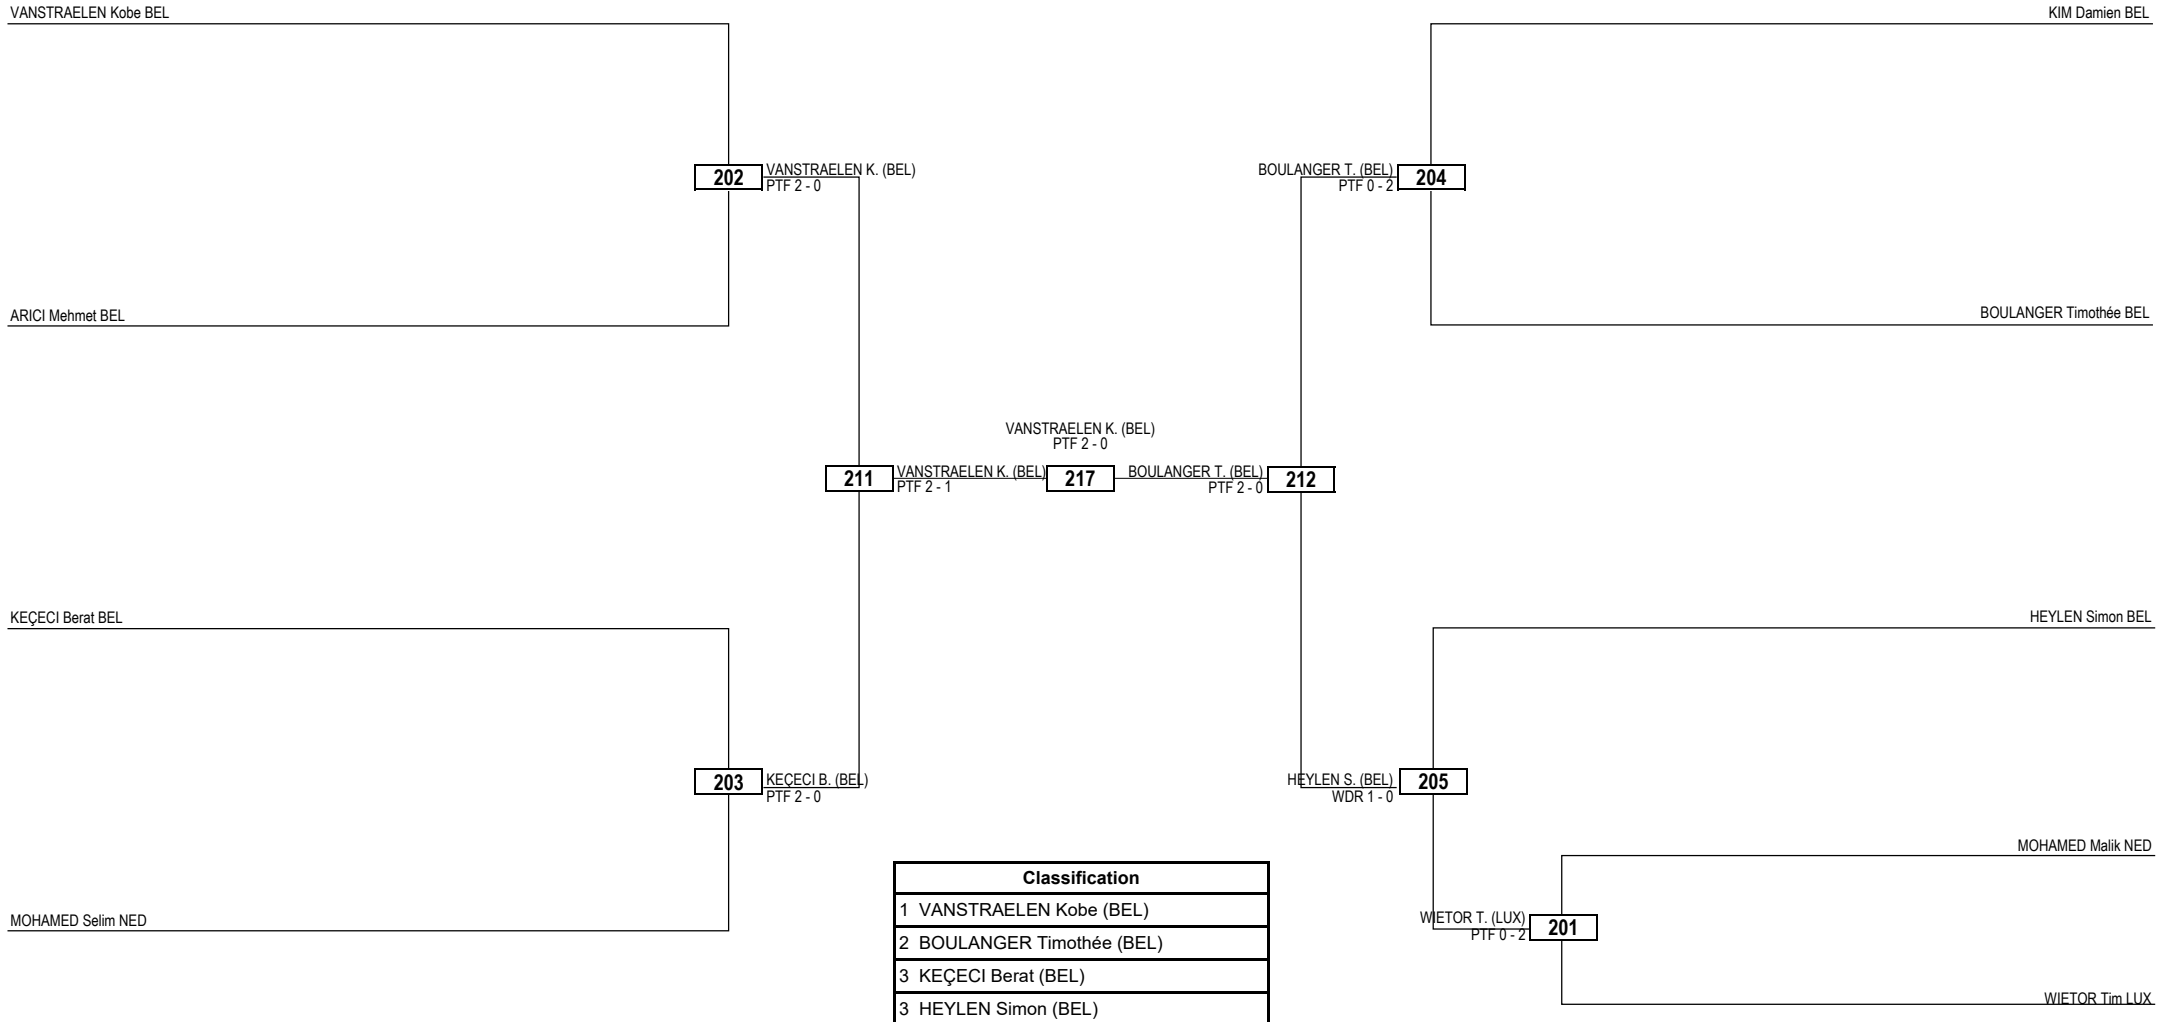 VANSTRAELEN Kobe BEL
KIM Damien BEL
202
VANSTRAELEN K. (BEL)
PTF 2 - 0
BOULANGER T. (BEL)
PTF 0 - 2
204
ARICI Mehmet BEL
BOULANGER Timothée BEL
VANSTRAELEN K. (BEL)
PTF 2 - 0
211
VANSTRAELEN K. (BEL)
PTF 2 - 1
217
BOULANGER T. (BEL)
PTF 2 - 0
212
KEÇECI Berat BEL
HEYLEN Simon BEL
203
KEÇECI B. (BEL)
PTF 2 - 0
HEYLEN S. (BEL)
WDR 1 - 0
205
MOHAMED Malik NED
MOHAMED Selim NED
WIETOR T. (LUX)
PTF 0 - 2
201
WIETOR Tim LUX
Classification
1 VANSTRAELEN Kobe (BEL)
2 BOULANGER Timothée (BEL)
3 KEÇECI Berat (BEL)
3 HEYLEN Simon (BEL)